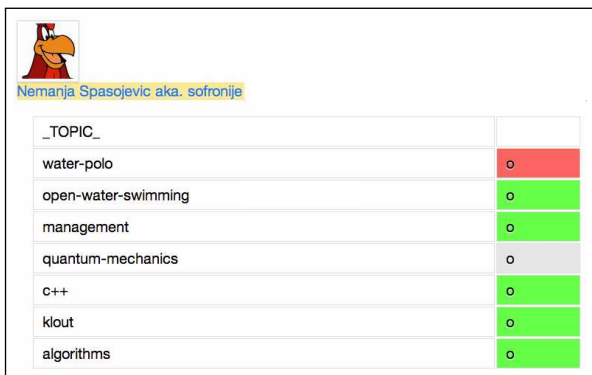 Nemanja Spasojevic aka. sofronije
_TOPIC_
water-polo o
open-water-swimming o
management o
quantum-mechanics o
c++ o
klout o
algorithms o